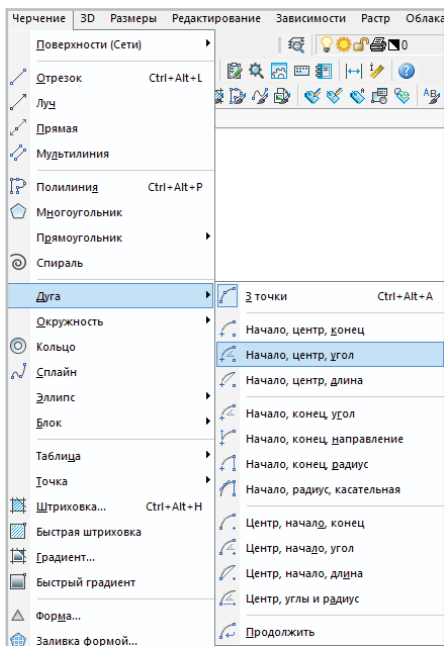 Черчение 3D Размеры Редактирование Зависимости Растр Облака
0
Поверхности (Сети)
Отрезок Ctrl+Alt+L
Луч
Прямая
Мультилиния
Полилиния Ctrl+Alt+P
Многоугольник
Прямоугольник
Спираль
Дуга
Окружность
Кольцо
Сплайн
Эллипс
Блок
Таблица
Точка
Штриховка... Ctrl+Alt+H
Быстрая штриховка
Градиент...
Быстрый градиент
Форма...
Заливка формой...
3 точки Ctrl+Alt+A
Начало, центр, конец
Начало, центр, угол
Начало, центр, длина
Начало, конец, угол
Начало, конец, направление
Начало, конец, радиус
Начало, радиус, касательная
Центр, начало, конец
Центр, начало, угол
Центр, начало, длина
Центр, углы и радиус
Продолжить